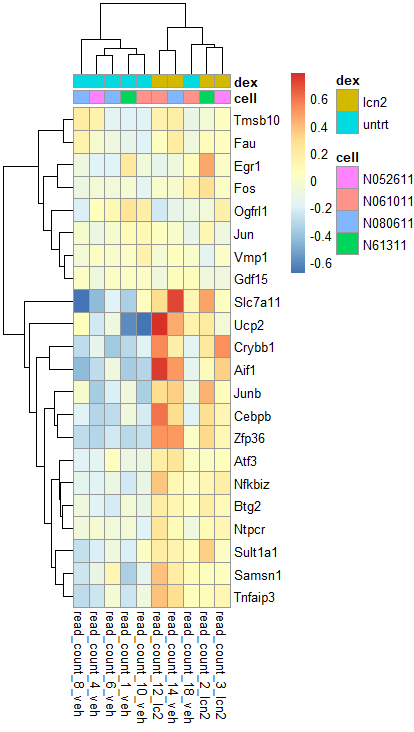 dex
cell
Tmsb10
Fau
Egr1
Fos
Ogfrl1
Jun
Vmp1
Gdf15
Slc7a11
Ucp2
Crybb1
Aif1
Junb
Cebpb
Zfp36
Atf3
Nfkbiz
Btg2
Ntpcr
Sult1a1
Samsn1
Tnfaip3
read_count_8_veh
read_count_4_veh
read_count_6_veh
read_count_1_veh
read_count_10_veh
read_count_12_lc2
read_count_14_veh
read_count_18_veh
read_count_2_lcn2
read_count_3_lcn2
0.6
0.4
0.2
0
-0.2
-0.4
-0.6
dex
lcn2
untrt
cell
N052611
N061011
N080611
N61311